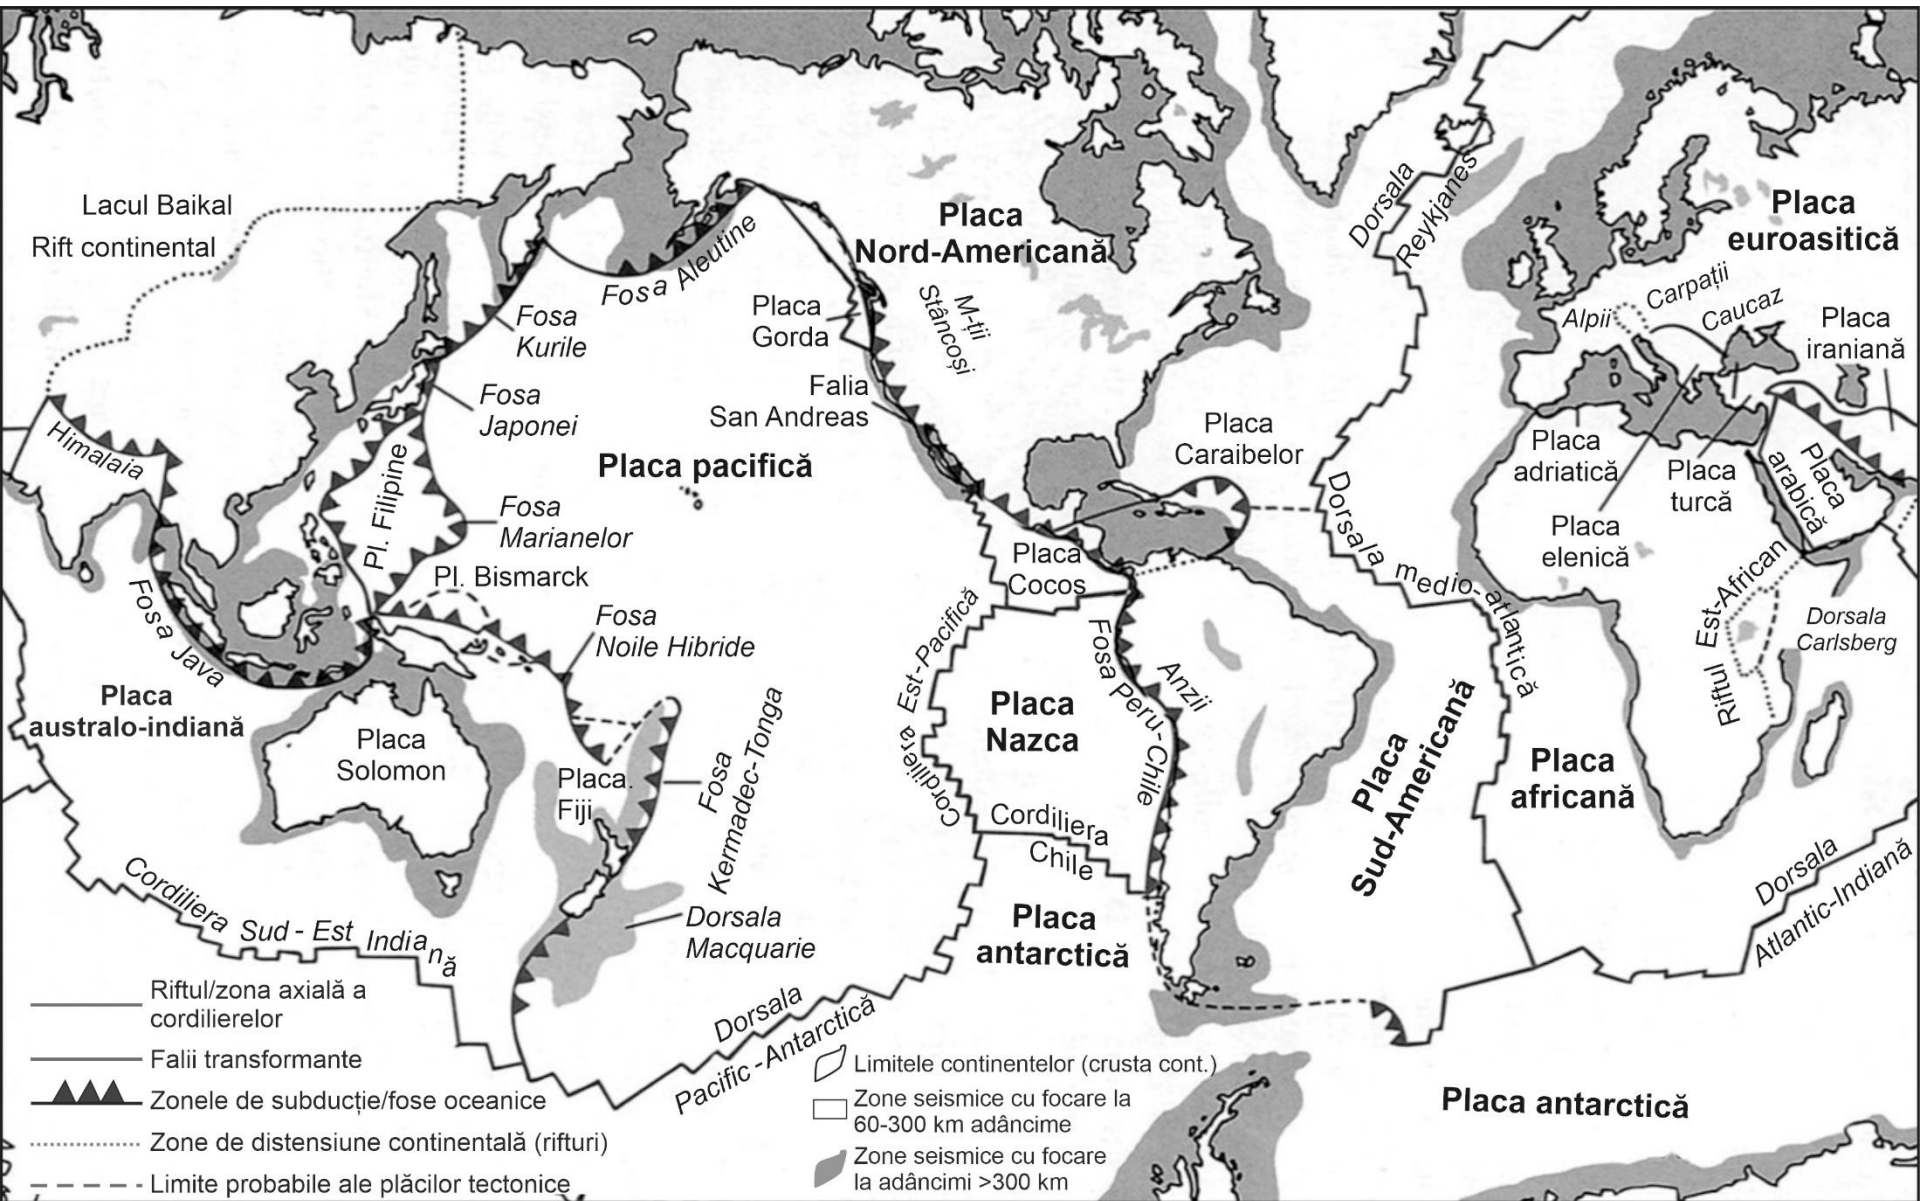 Lacul Baikal
Rift continental
Himalaia
Fosa Java
Placa
australo-indiană
Placa
Solomon
Cordiliera Sud - Est Indiană
Fosa
Kurile
Fosa Aleutine
Fosa
Japonei
Pl. Filipine
Fosa
Marianelor
Pl. Bismarck
Fosa
Noile Hibride
Placa pacifică
Placa
Fiji
Fosa
Kermadec-Tonga
Dorsala
Macquarie
Dorsala
Pacific-Antarctică
Placa
Nord-Americană
M-ții
Stâncoși
Placa
Gorda
Falia
San Andreas
Placa
Caraibelor
Placa
Cocos
Cordiliera Est-Pacifică
Placa
Nazca
Fosa Peru-Chile
Anzii
Cordiliera
Chile
Placa
antarctică
Placa
Sud-Americană
Dorsala
Reykjanes
Dorsala medio-atlantică
Placa
euroasitică
Alpii
Carpații
Caucaz
Placa
iraniană
Placa
adriatică
Placa
turcă
Placa
elenică
Placa
arabică
Riftul Est-African
Dorsala
Carlsberg
Placa
africană
Dorsala
Atlantic-Indiană
Placa antarctică
Riftul/zona axială a
cordilierelor
Falii transformante
Zonele de subducție/fose oceanice
Zone de distensiune continentală (rifturi)
Limite probabile ale plăcilor tectonice
Limitele continentelor (crusta cont.)
Zone seismice cu focare la
60-300 km adâncime
Zone seismice cu focare
la adâncimi >300 km